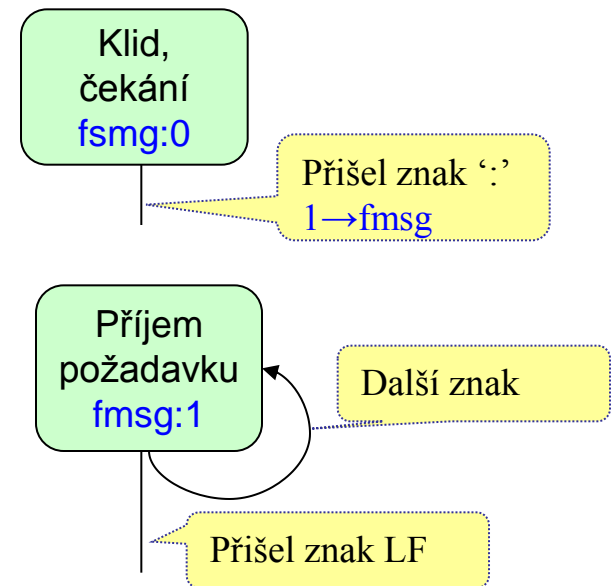 Klid,
čekání
fsmg:0
Přišel znak ‘:’
1→fmsg
Příjem
požadavku
fmsg:1
Další znak
Přišel znak LF